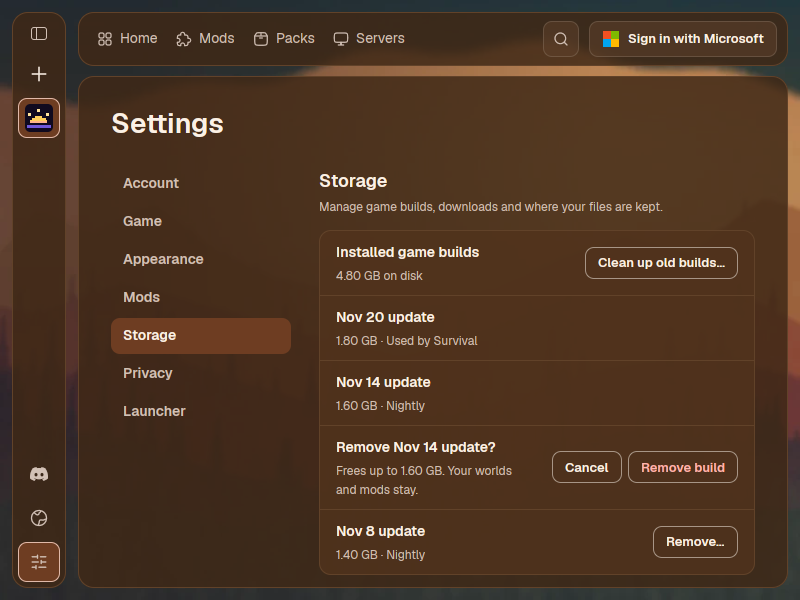 Home
Mods
Packs
Servers
Sign in with Microsoft
Settings
Account
Game
Appearance
Mods
Storage
Privacy
Launcher
Storage
Manage game builds, downloads and where your files are kept.
Installed game builds
4.80 GB on disk
Clean up old builds…
Nov 20 update
1.80 GB · Used by Survival
Nov 14 update
1.60 GB · Nightly
Remove Nov 14 update?
Frees up to 1.60 GB. Your worlds
and mods stay.
Cancel
Remove build
Nov 8 update
1.40 GB · Nightly
Remove…